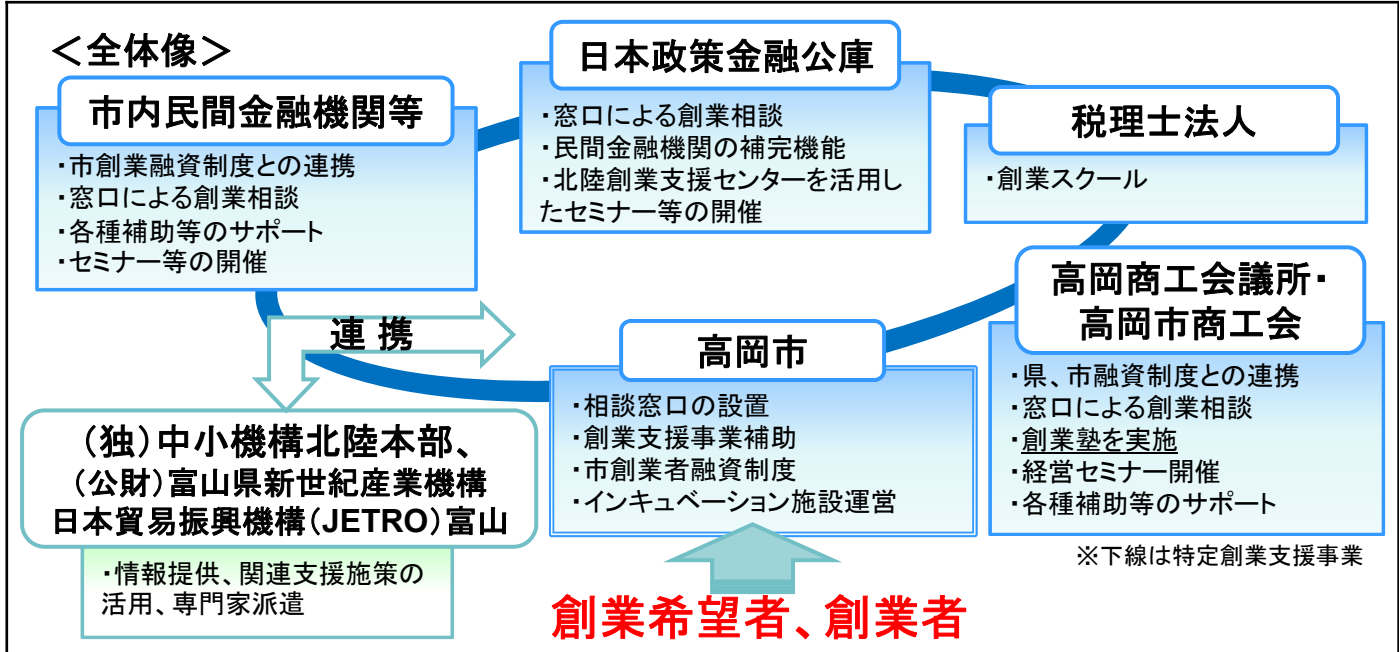 ＜全体像＞
市内民間金融機関等
・市創業融資制度との連携
・窓口による創業相談
・各種補助等のサポート
・セミナー等の開催
日本政策金融公庫
・窓口による創業相談
・民間金融機関の補完機能
・北陸創業支援センターを活用し
たセミナー等の開催
税理士法人
・創業スクール
高岡商工会議所・
高岡市商工会
・県、市融資制度との連携
・窓口による創業相談
・創業塾を実施
・経営セミナー開催
・各種補助等のサポート
※下線は特定創業支援事業
連 携
高岡市
・相談窓口の設置
・創業支援事業補助
・市創業者融資制度
・インキュベーション施設運営
（独）中小機構北陸本部、
（公財）富山県新世紀産業機構
日本貿易振興機構（JETRO）富山
・情報提供、関連支援施策の
活用、専門家派遣
創業希望者、創業者